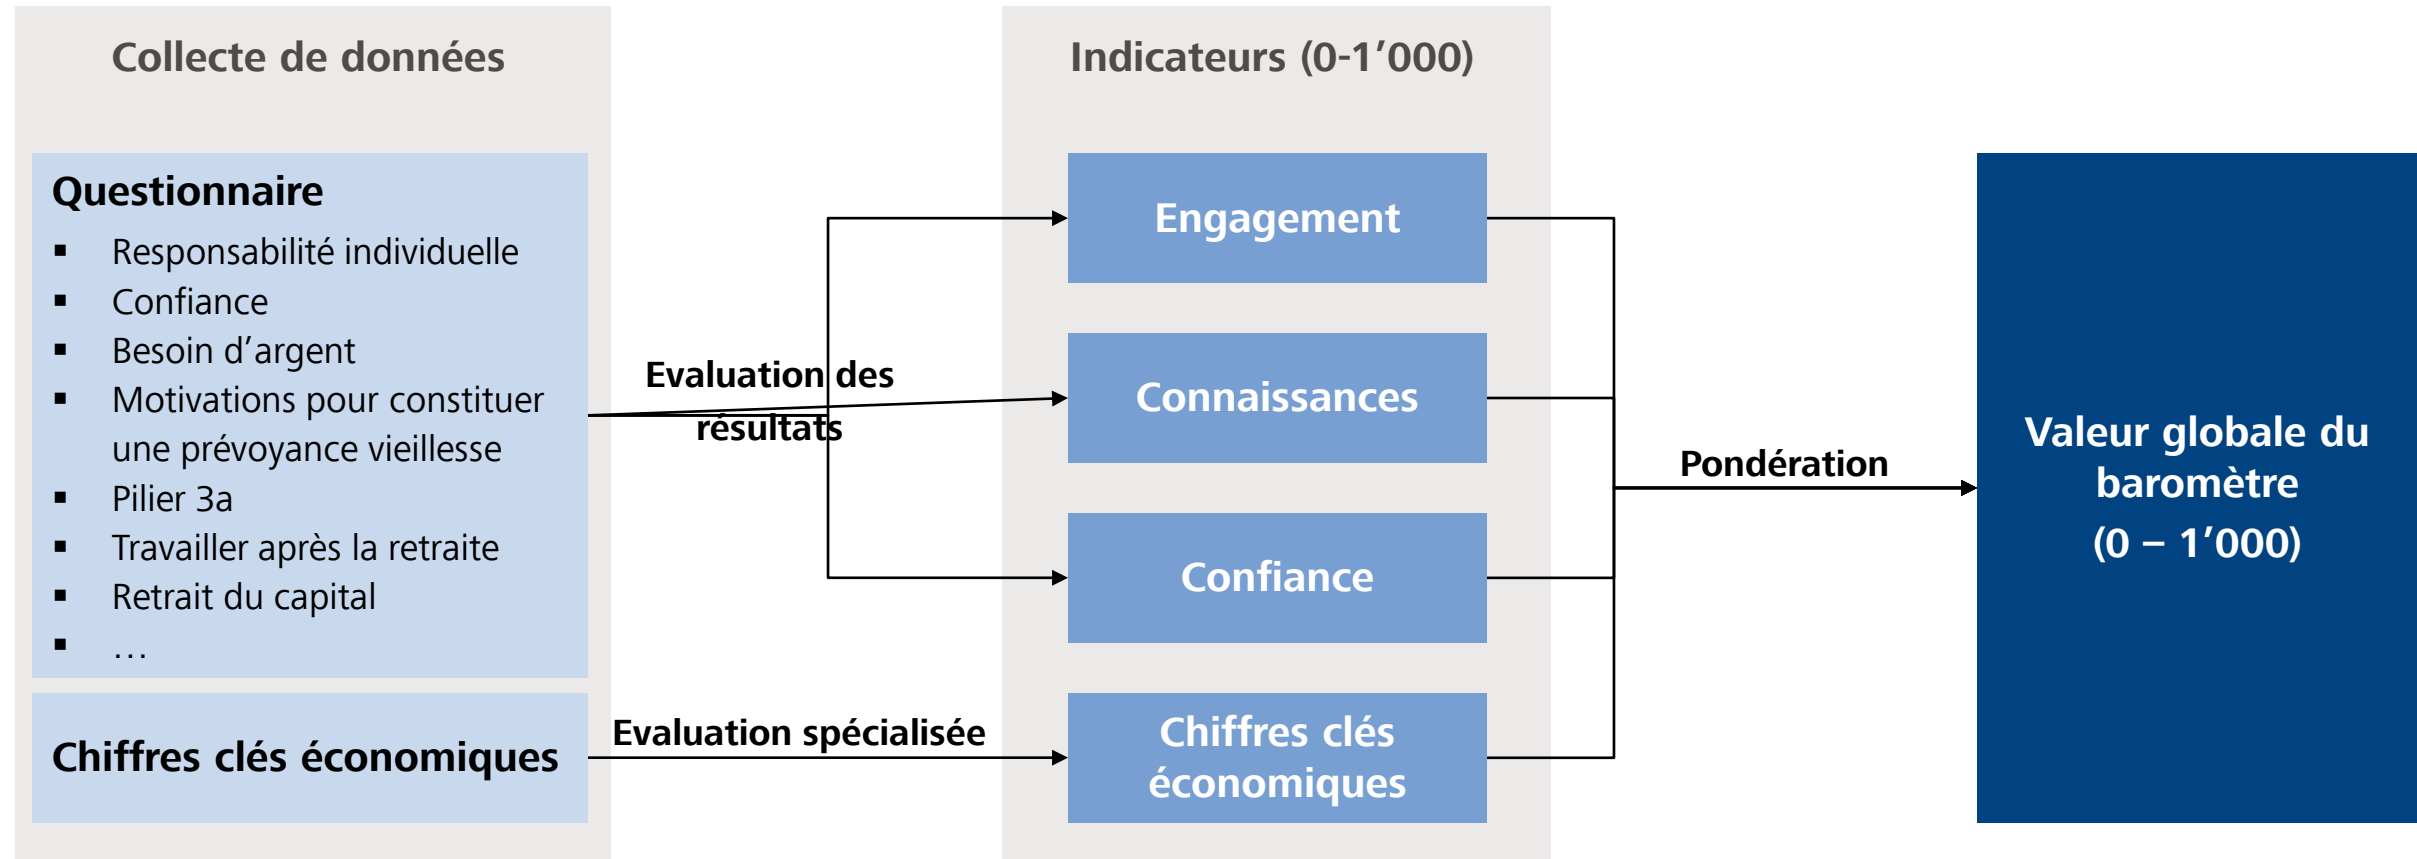 Collecte de données
Questionnaire
▪ Responsabilité individuelle
▪ Confiance
▪ Besoin d’argent
▪ Motivations pour constituer
une prévoyance vieillesse
▪ Pilier 3a
▪ Travailler après la retraite
▪ Retrait du capital
▪ …
Chiffres clés économiques
Evaluation des
résultats
Evaluation spécialisée
Indicateurs (0-1’000)
Engagement
Connaissances
Confiance
Chiffres clés
économiques
Pondération
Valeur globale du
baromètre
(0 – 1’000)